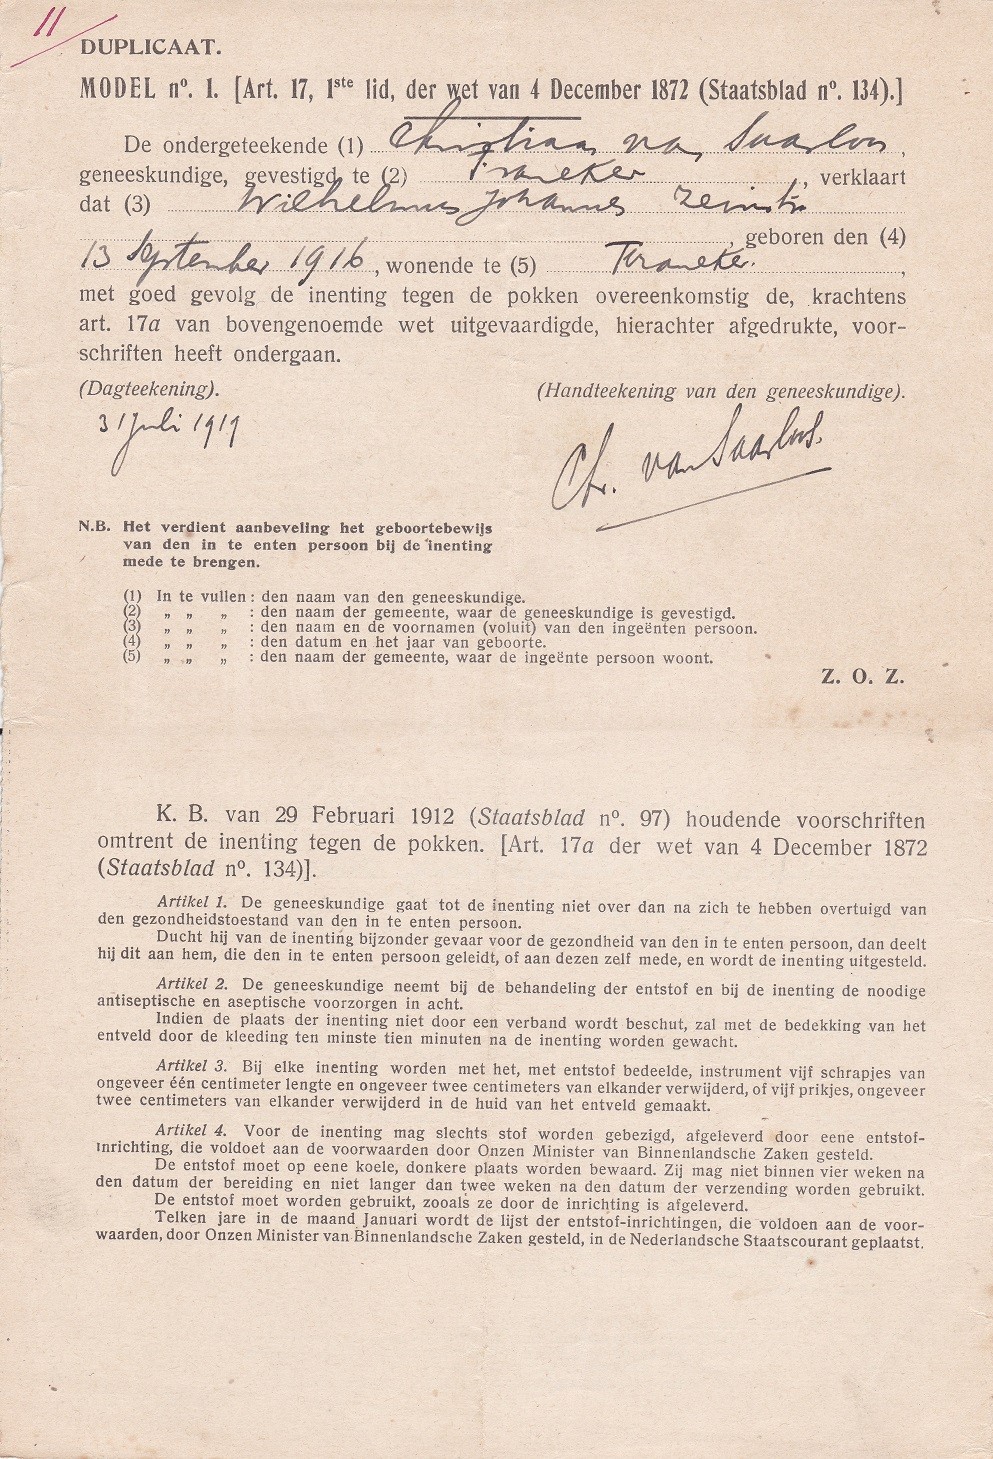 11
DUPLICAAT.
MODEL nº. 1. [Art. 17, 1ste lid, der wet van 4 December 1872 (Staatsblad nº. 134).]
De ondergeteekende (1) Christiaan van Saarloos,
geneeskundige, gevestigd te (2) Franeker, verklaart
dat (3) Wilhelmus Johannes
, geboren den (4)
13 September 1916, wonende te (5) Franeker.,
met goed gevolg de inenting tegen de pokken overeenkomstig de, krachtens
art. 17a van bovengenoemde wet uitgevaardigde, hierachter afgedrukte, voor-
schriften heeft ondergaan.
(Dagteekening). (Handteekening van den geneeskundige).
31 Juli 1919 Chr. van Saarloos.
N.B. Het verdient aanbeveling het geboortebewijs
van den in te enten persoon bij de inenting
mede te brengen.
(1) In te vullen : den naam van den geneeskundige.
(2) „ „ „ : den naam der gemeente, waar de geneeskundige is gevestigd.
(3) „ „ „ : den naam en de voornamen (voluit) van den ingeënten persoon.
(4) „ „ „ : den datum en het jaar van geboorte.
(5) „ „ „ : den naam der gemeente, waar de ingeënte persoon woont.
Z. O. Z.
K. B. van 29 Februari 1912 (Staatsblad nº. 97) houdende voorschriften
omtrent de inenting tegen de pokken. [Art. 17a der wet van 4 December 1872
(Staatsblad nº. 134)].
Artikel 1. De geneeskundige gaat tot de inenting niet over dan na zich te hebben overtuigd van
den gezondheidstoestand van den in te enten persoon.
Ducht hij van de inenting bijzonder gevaar voor de gezondheid van den in te enten persoon, dan deelt
hij dit aan hem, die den in te enten persoon geleidt, of aan dezen zelf mede, en wordt de inenting uitgesteld.
Artikel 2. De geneeskundige neemt bij de behandeling der entstof en bij de inenting de noodige
antiseptische en aseptische voorzorgen in acht.
Indien de plaats der inenting niet door een verband wordt beschut, zal met de bedekking van het
entveld door de kleeding ten minste tien minuten na de inenting worden gewacht.
Artikel 3. Bij elke inenting worden met het, met entstof bedeelde, instrument vijf schrapjes van
ongeveer één centimeter lengte en ongeveer twee centimeters van elkander verwijderd, of vijf prikjes, ongeveer
twee centimeters van elkander verwijderd in de huid van het entveld gemaakt.
Artikel 4. Voor de inenting mag slechts stof worden gebezigd, afgeleverd door eene entstof-
inrichting, die voldoet aan de voorwaarden door Onzen Minister van Binnenlandsche Zaken gesteld.
De entstof moet op eene koele, donkere plaats worden bewaard. Zij mag niet binnen vier weken na
den datum der bereiding en niet langer dan twee weken na den datum der verzending worden gebruikt.
De entstof moet worden gebruikt, zooals ze door de inrichting is afgeleverd.
Telken jare in de maand Januari wordt de lijst der entstof-inrichtingen, die voldoen aan de voor-
waarden, door Onzen Minister van Binnenlandsche Zaken gesteld, in de Nederlandsche Staatscourant geplaatst.